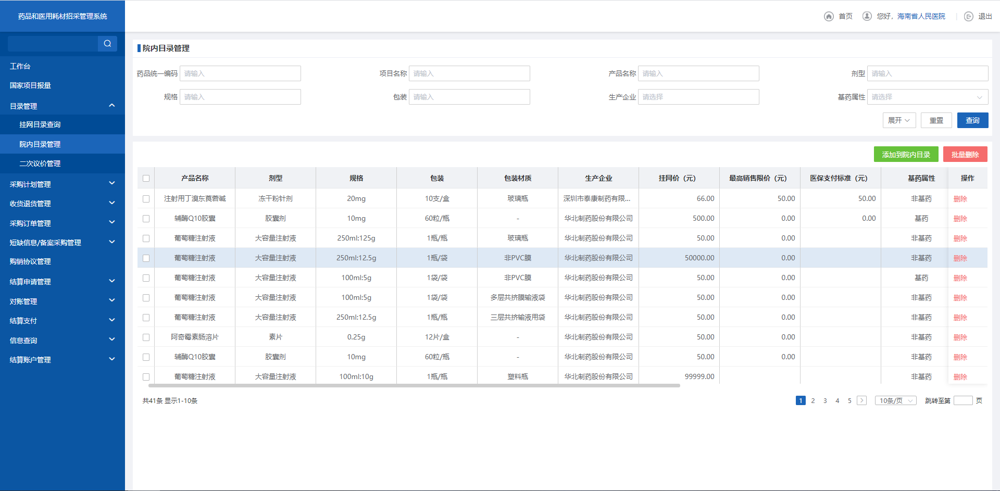 药品和医用耗材招采管理系统
首页 您好，海南省人民医院 退出
工作台
国家项目报量
目录管理
挂网目录查询
院内目录管理
二次议价管理
采购计划管理
收货退货管理
采购订单管理
短缺信息/备案采购管理
购销协议管理
结算申请管理
对账管理
结算支付
信息查询
结算账户管理
院内目录管理
药品统一编码 请输入 项目名称 请输入 产品名称 请输入 剂型 请输入
规格 请输入 包装 请输入 生产企业 请选择 基药属性 请选择
展开 重置 查询
添加到院内目录 批量删除
产品名称 剂型 规格 包装 包装材质 生产企业 挂网价（元） 最高销售限价（元） 医保支付标准（元） 基药属性 操作
注射用丁溴东莨菪碱 冻干粉针剂 20mg 10支/盒 玻璃瓶 深圳市泰康制药有限... 66.00 50.00 50.00 非基药 删除
辅酶Q10胶囊 胶囊剂 10mg 60粒/瓶 - 华北制药股份有限公司 500.00 0.00 0.00 基药 删除
葡萄糖注射液 大容量注射液 250ml:125g 1瓶/瓶 玻璃瓶 华北制药股份有限公司 50.00 0.00 非基药 删除
葡萄糖注射液 大容量注射液 250ml:12.5g 1瓶/袋 非PVC膜 华北制药股份有限公司 50000.00 0.00 非基药 删除
葡萄糖注射液 大容量注射液 100ml:5g 1袋/袋 非PVC膜 华北制药股份有限公司 50.00 0.00 基药 删除
葡萄糖注射液 大容量注射液 100ml:5g 1袋/袋 多层共挤膜输液袋 华北制药股份有限公司 50.00 0.00 非基药 删除
葡萄糖注射液 大容量注射液 250ml:12.5g 1瓶/瓶 三层共挤输液用袋 华北制药股份有限公司 50.00 0.00 非基药 删除
阿奇霉素肠溶片 素片 0.25g 12片/盒 - 华北制药股份有限公司 50.00 0.00 非基药 删除
辅酶Q10胶囊 胶囊剂 10mg 60粒/瓶 - 华北制药股份有限公司 50.00 0.00 非基药 删除
葡萄糖注射液 大容量注射液 100ml:10g 1瓶/瓶 塑料瓶 华北制药股份有限公司 99999.00 非基药 删除
共41条 显示1-10条 1 2 3 4 5 10条/页 跳转至第 页